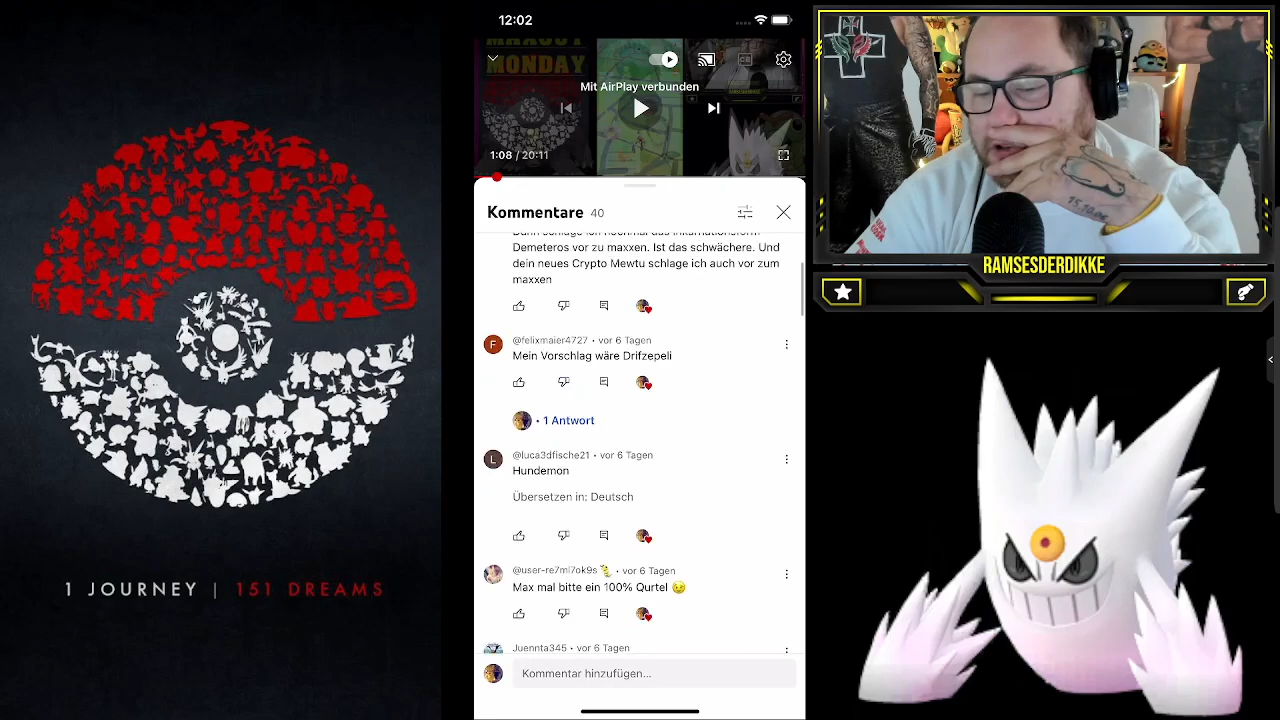 12:02
MAXOUT
MONDAY
Mit AirPlay verbunden
1:08 / 20:11
Kommentare 40
Demeteros vor zu maxxen. Ist das schwächere. Und
dein neues Crypto Mewtu schlage ich auch vor zum
maxxen
@felixmaier4727 • vor 6 Tagen
F
Mein Vorschlag wäre Drifzepeli
• 1 Antwort
@luca3dfische21 • vor 6 Tagen
L
Hundemon
Übersetzen in: Deutsch
@user-re7mi7ok9s 🦜 • vor 6 Tagen
Max mal bitte ein 100% Qurtel 😉
Juennta345 • vor 6 Tagen
Kommentar hinzufügen...
1 JOURNEY | 151 DREAMS
RAMSESDERDIKKE